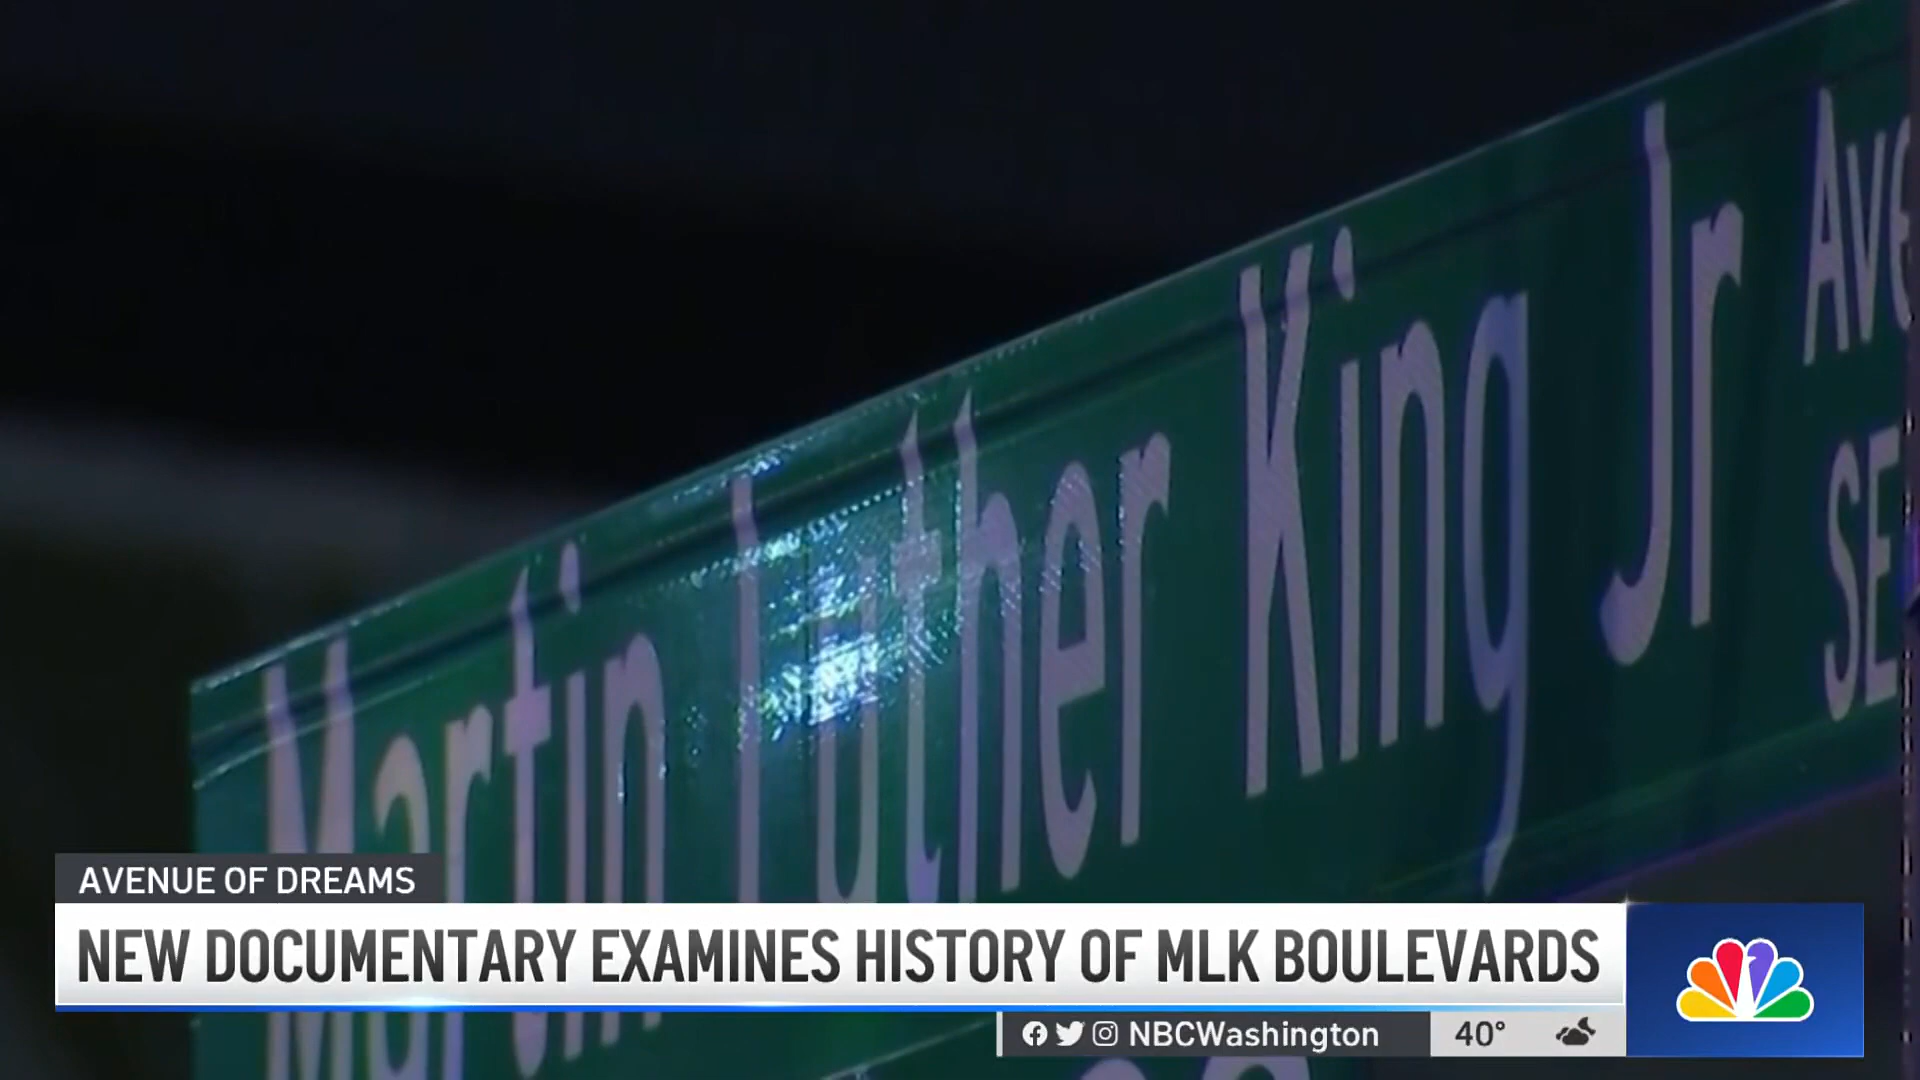 Martin Luther King Jr Ave
SE
AVENUE OF DREAMS
NEW DOCUMENTARY EXAMINES HISTORY OF MLK BOULEVARDS
NBCWashington
40°